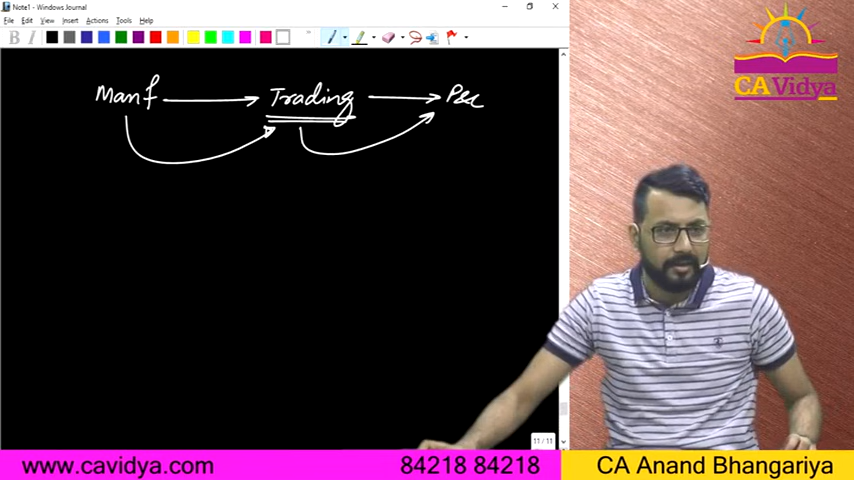 Note1 - Windows Journal
File Edit View Insert Actions Tools Help
B I
Manf Trading P&L
11 / 11
CA Vidya
www.cavidya.com 84218 84218 CA Anand Bhangariya